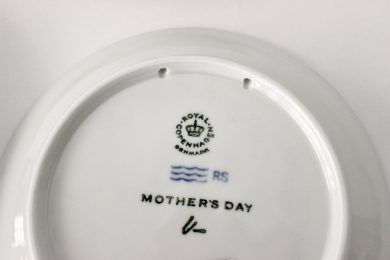 ROYAL
COPENHAGEN
DENMARK
RS
MOTHER'S DAY